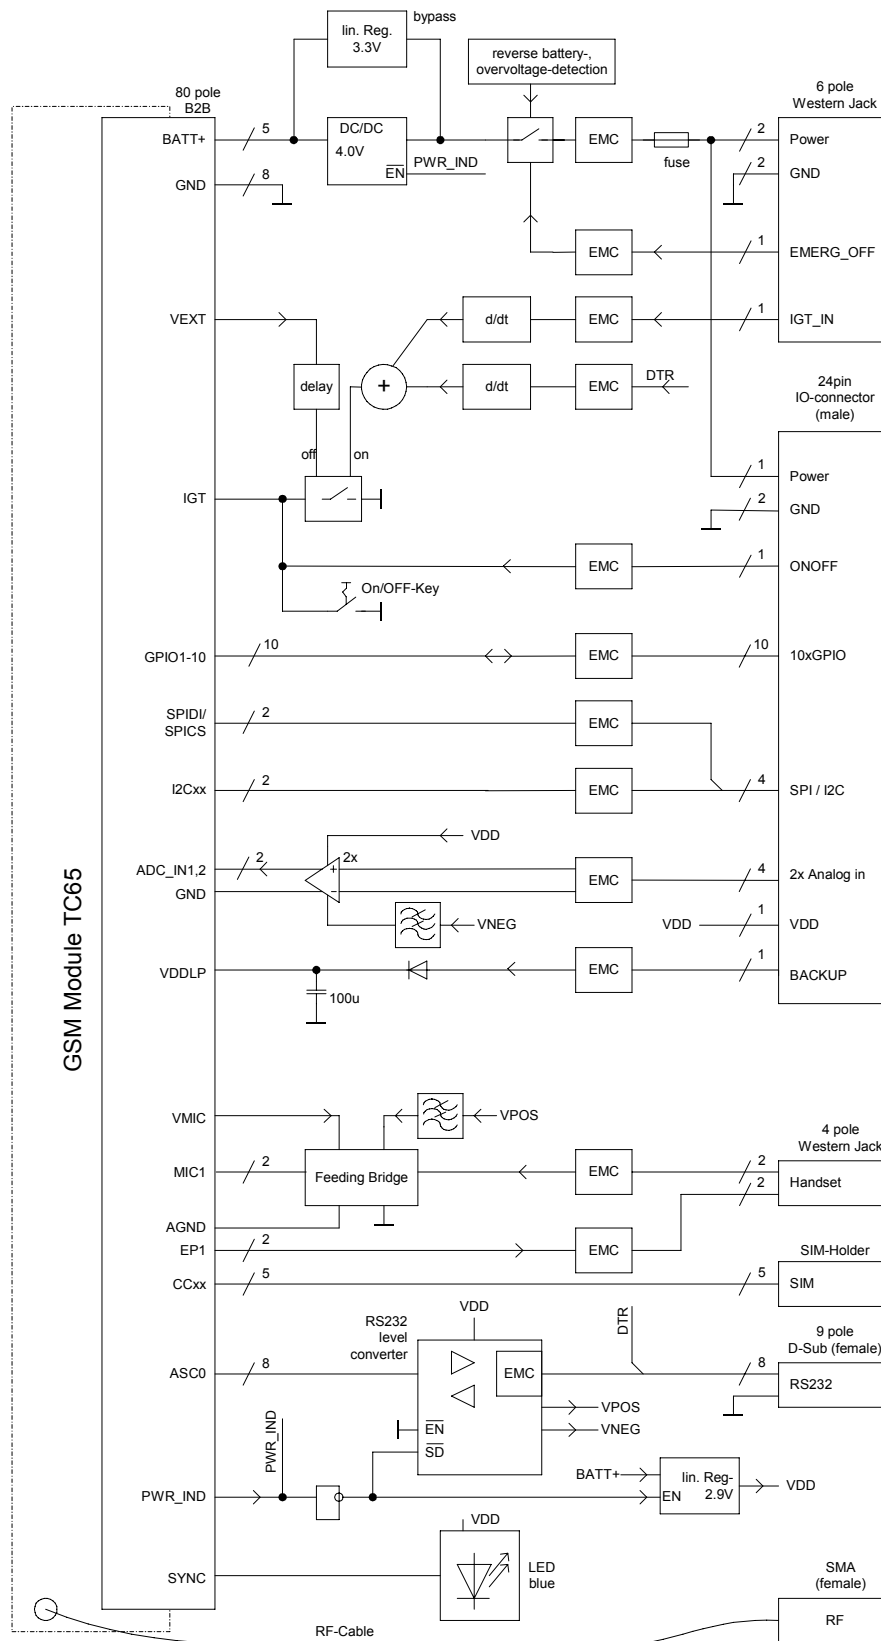 bypass
lin. Reg.
3.3V
reverse battery-,
overvoltage-detection
80 pole
B2B
6 pole
Western Jack
BATT+
5
DC/DC
4.0V
EN
PWR_IND
EMC
fuse
2
Power
GND
8
2
GND
EMC
1
EMERG_OFF
VEXT
d/dt
EMC
1
IGT_IN
delay
+
d/dt
EMC
DTR
24pin
IO-connector
(male)
off
on
1
Power
IGT
2
GND
EMC
1
ONOFF
On/OFF-Key
GPIO1-10
10
EMC
10
10xGPIO
SPIDI/
SPICS
2
EMC
I2Cxx
2
EMC
4
SPI / I2C
VDD
ADC_IN1,2
2
2x
+
-
EMC
4
2x Analog in
GND
VNEG
VDD
1
VDD
VDDLP
EMC
1
BACKUP
100u
GSM Module TC65
VMIC
VPOS
4 pole
Western Jack
MIC1
2
Feeding Bridge
EMC
2
2
Handset
AGND
EP1
2
EMC
SIM-Holder
CCxx
5
5
SIM
VDD
RS232
level
converter
DTR
9 pole
D-Sub (female)
ASC0
8
EMC
8
RS232
VPOS
EN
VNEG
SD
PWR_IND
BATT+
lin. Reg-
2.9V
EN
VDD
PWR_IND
VDD
SYNC
LED
blue
SMA
(female)
RF
RF-Cable